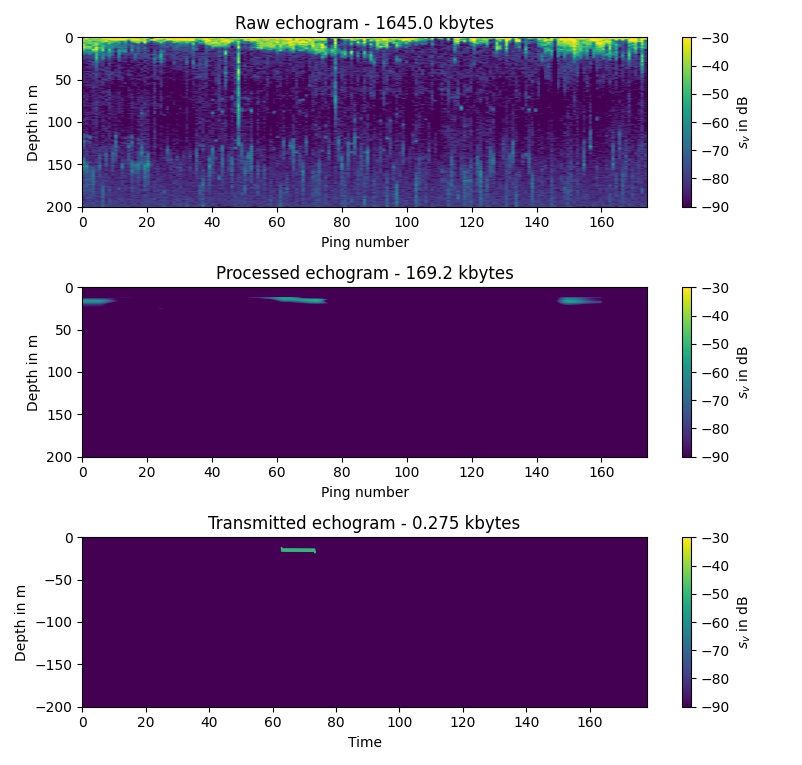 Raw echogram - 1645.0 kbytes
0
50
100
150
200
Depth in m
0 20 40 60 80 100 120 140 160
Ping number
−30
−40
−50
−60
−70
−80
−90
sᵥ in dB
Processed echogram - 169.2 kbytes
0
50
100
150
200
Depth in m
0 20 40 60 80 100 120 140 160
Ping number
−30
−40
−50
−60
−70
−80
−90
sᵥ in dB
Transmitted echogram - 0.275 kbytes
0
−50
−100
−150
−200
Depth in m
0 20 40 60 80 100 120 140 160
Time
−30
−40
−50
−60
−70
−80
−90
sᵥ in dB